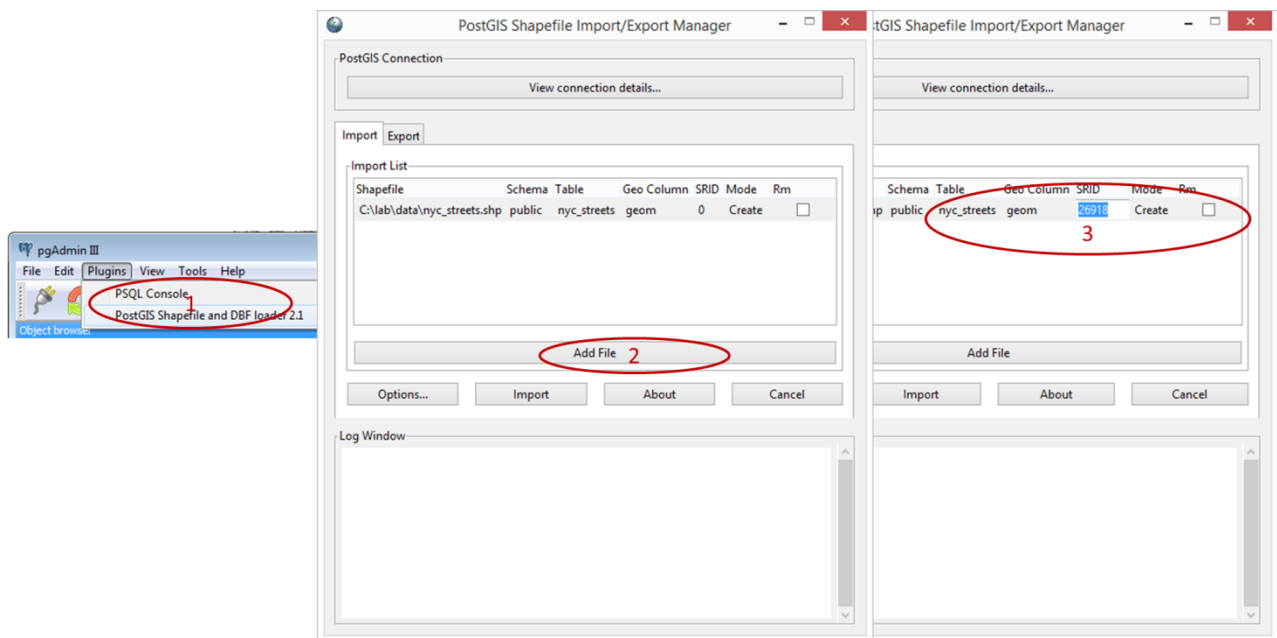 pgAdmin III
File Edit Plugins View Tools Help
PSQL Console
1
PostGIS Shapefile and DBF loader 2.1
Object browser
PostGIS Shapefile Import/Export Manager
PostGIS Connection
View connection details...
Import Export
Import List
Shapefile Schema Table Geo Column SRID Mode Rm
C:\lab\data\nyc_streets.shp public nyc_streets geom 0 Create
Add File 2
Options... Import About Cancel
Log Window
tGIS Shapefile Import/Export Manager
View connection details...
Schema Table Geo Column SRID Mode Rm
np public nyc_streets geom 26918 Create
3
Add File
Import About Cancel